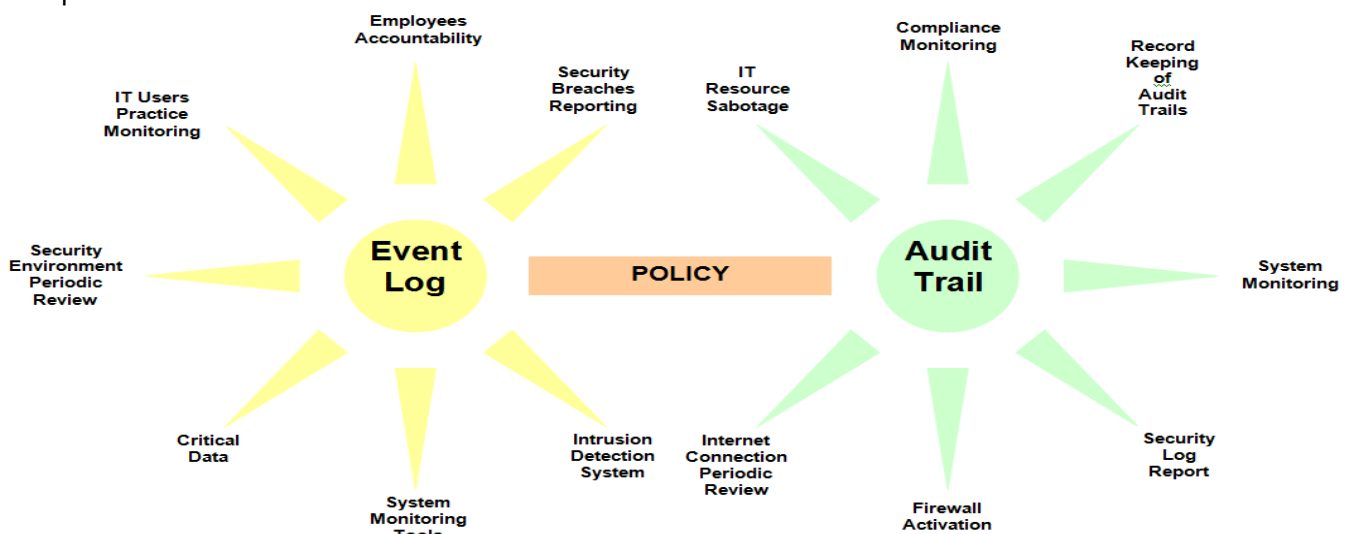 Employees
Accountability
IT Users
Practice
Monitoring
Security
Breaches
Reporting
Security
Environment
Periodic
Review
Event
Log
Critical
Data
System
Monitoring
Tools
Intrusion
Detection
System
POLICY
IT
Resource
Sabotage
Compliance
Monitoring
Record
Keeping
of
Audit
Trails
Audit
Trail
System
Monitoring
Internet
Connection
Periodic
Review
Firewall
Activation
Security
Log
Report